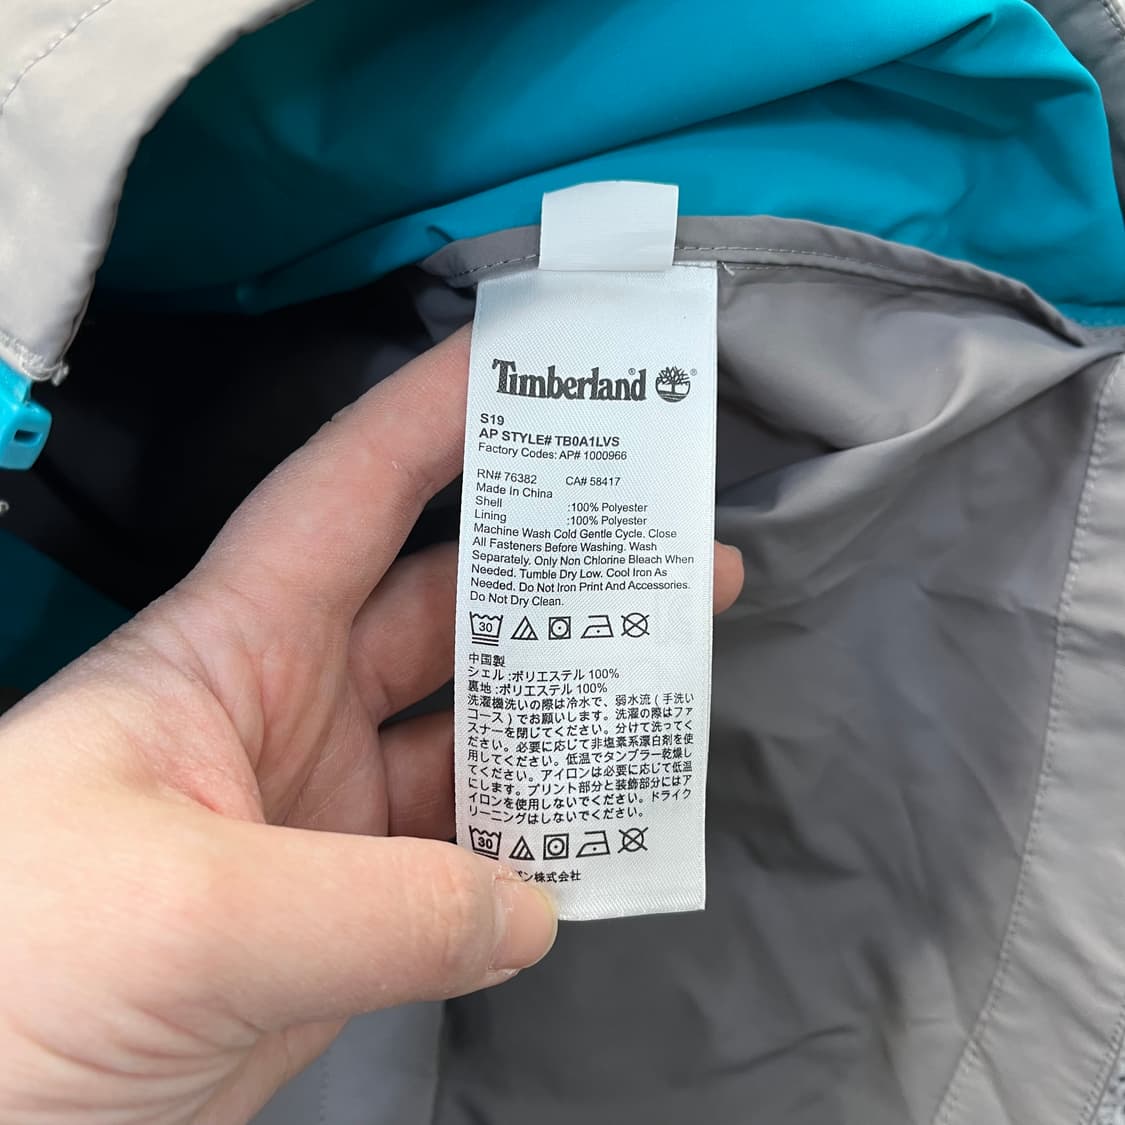 Timberland®
S19
AP STYLE# TB0A1LVS
Factory Codes: AP# 1000966
RN# 76382 CA# 58417
Made In China
Shell :100% Polyester
Lining :100% Polyester
Machine Wash Cold Gentle Cycle. Close
All Fasteners Before Washing. Wash
Separately. Only Non Chlorine Bleach When
Needed. Tumble Dry Low. Cool Iron As
Needed. Do Not Iron Print And Accessories.
Do Not Dry Clean.
30
中国製
シェル :ポリエステル 100%
裏地 :ポリエステル 100%
洗濯機洗いの際は冷水で、弱水流 ( 手洗い
コース ) でお願いします。洗濯の際はファ
スナーを閉じてください。分けて洗ってく
ださい。必要に応じて非塩素系漂白剤を使
用してください。低温でタンブラー乾燥し
てください。アイロンは必要に応じて低温
にします。プリント部分と装飾部分にはア
イロンを使用しないでください。ドライク
リーニングはしないでください。
30
パン株式会社